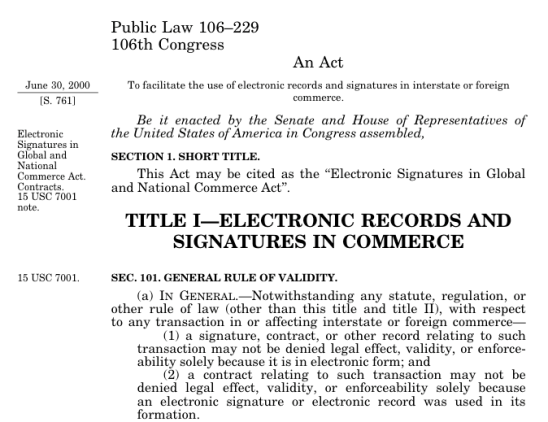 Public Law 106–229
106th Congress
An Act
June 30, 2000
[S. 761]
To facilitate the use of electronic records and signatures in interstate or foreign
commerce.
Be it enacted by the Senate and House of Representatives of
the United States of America in Congress assembled,
Electronic
Signatures in
Global and
National
Commerce Act.
Contracts.
15 USC 7001
note.
SECTION 1. SHORT TITLE.
This Act may be cited as the “Electronic Signatures in Global
and National Commerce Act”.
TITLE I—ELECTRONIC RECORDS AND
SIGNATURES IN COMMERCE
15 USC 7001.
SEC. 101. GENERAL RULE OF VALIDITY.
(a) IN GENERAL.—Notwithstanding any statute, regulation, or
other rule of law (other than this title and title II), with respect
to any transaction in or affecting interstate or foreign commerce—
(1) a signature, contract, or other record relating to such
transaction may not be denied legal effect, validity, or enforce-
ability solely because it is in electronic form; and
(2) a contract relating to such transaction may not be
denied legal effect, validity, or enforceability solely because
an electronic signature or electronic record was used in its
formation.